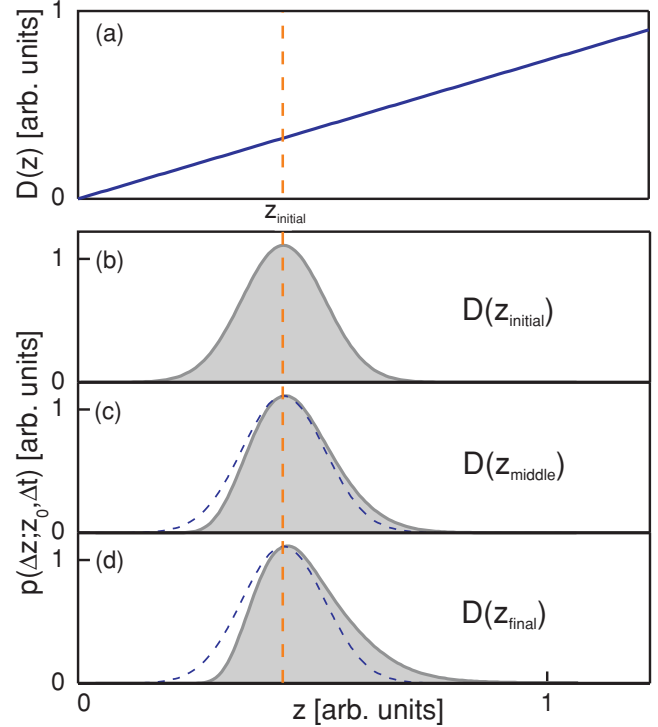 1
(a)
D(z) [arb. units]
0
z_initial
1
(b)
D(z_initial)
0
1
(c)
D(z_middle)
0
p(Δz;z_0,Δt) [arb. units]
1
(d)
D(z_final)
0
0
z [arb. units]
1